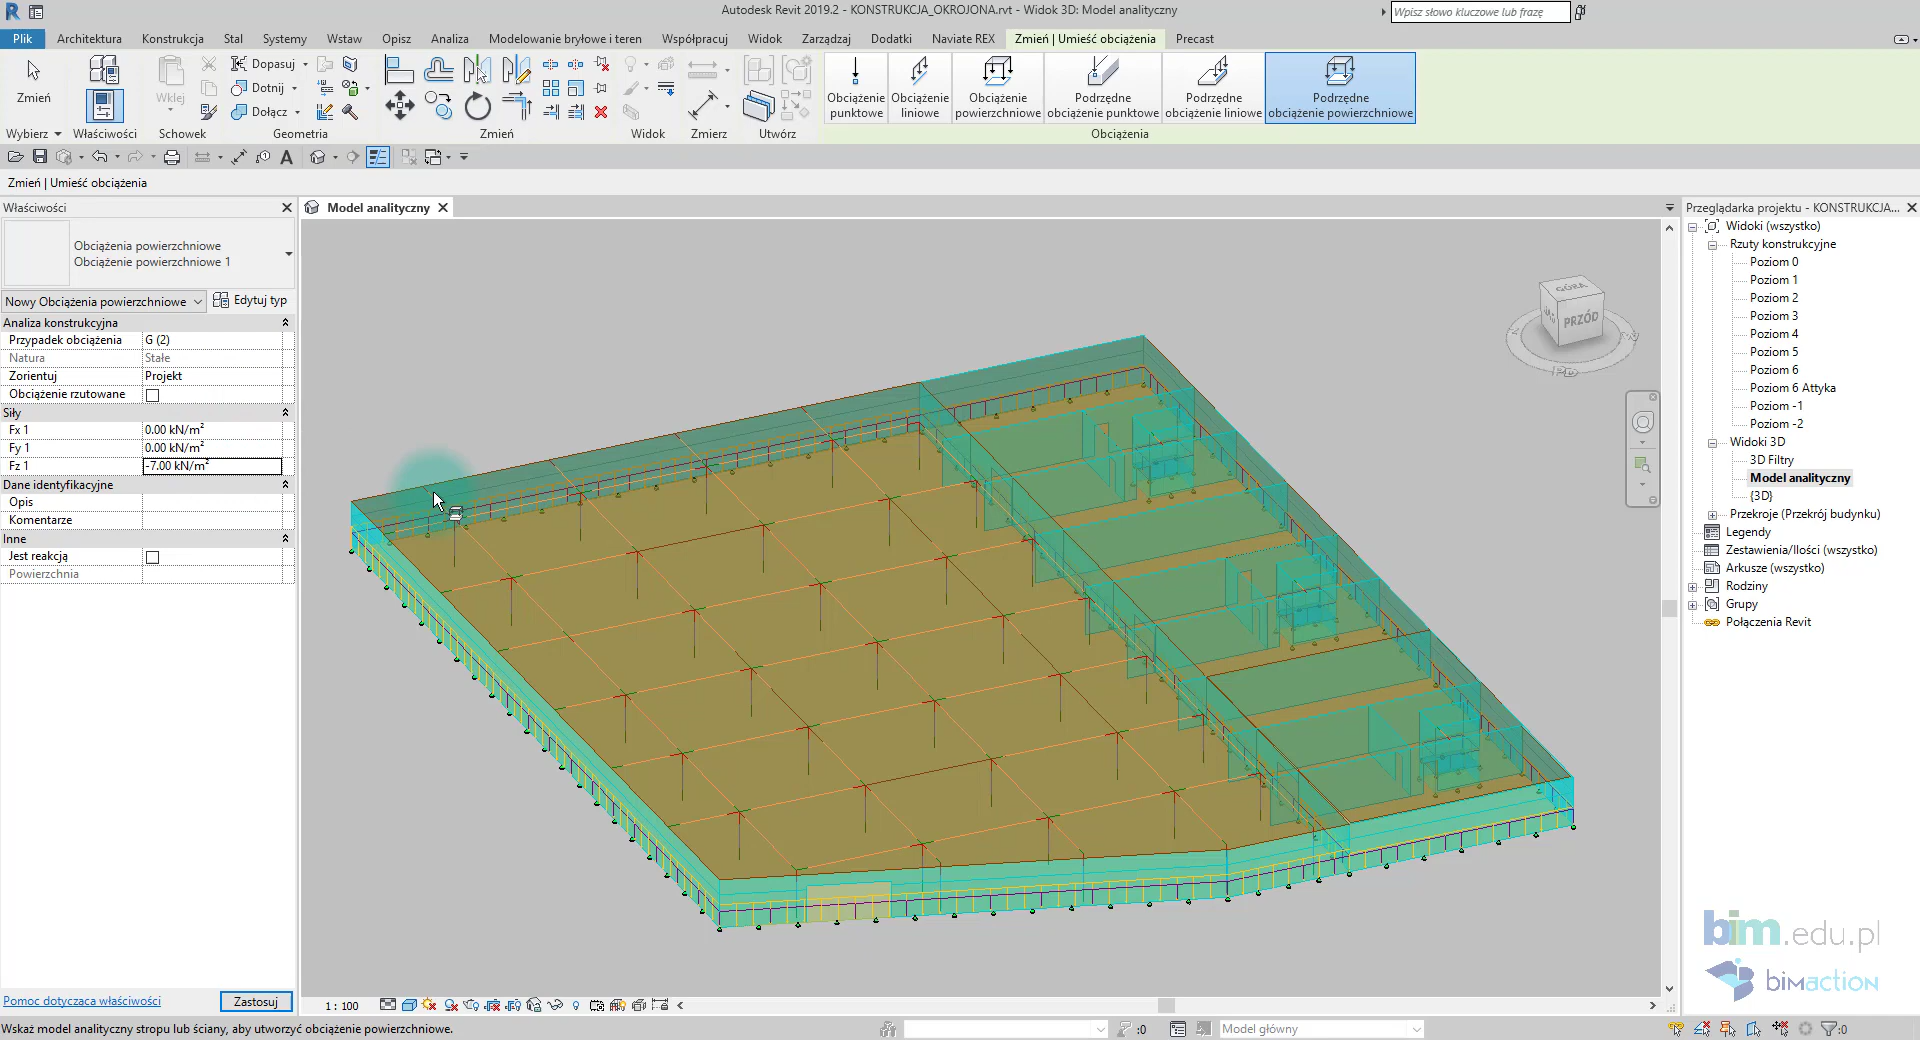 Autodesk Revit 2019.2 - KONSTRUKCJA_OKROJONA.rvt - Widok 3D: Model analityczny
Wpisz słowo kluczowe lub frazę
Plik Architektura Konstrukcja Stal Systemy Wstaw Opisz Analiza Modelowanie bryłowe i teren Współpracuj Widok Zarządzaj Dodatki Naviate REX Zmień | Umieść obciążenia Precast
Zmień
Wklej
Dopasuj
Dotnij
Dołącz
Obciążenie punktowe
Obciążenie liniowe
Obciążenie powierzchniowe
Podrzędne obciążenie punktowe
Podrzędne obciążenie liniowe
Podrzędne obciążenie powierzchniowe
Wybierz Właściwości Schowek Geometria Zmień Widok Zmierz Utwórz Obciążenia
Zmień | Umieść obciążenia
Właściwości
Obciążenia powierzchniowe
Obciążenie powierzchniowe 1
Nowy Obciążenia powierzchniowe Edytuj typ
Analiza konstrukcyjna
Przypadek obciążenia G (2)
Natura Stałe
Zorientuj Projekt
Obciążenie rzutowane
Siły
Fx 1 0.00 kN/m²
Fy 1 0.00 kN/m²
Fz 1 -7.00 kN/m²
Dane identyfikacyjne
Opis
Komentarze
Inne
Jest reakcją
Powierzchnia
Pomoc dotycząca właściwości Zastosuj
Model analityczny
GÓRA
PRZÓD
1 : 100
Przeglądarka projektu - KONSTRUKCJA...
Widoki (wszystko)
Rzuty konstrukcyjne
Poziom 0
Poziom 1
Poziom 2
Poziom 3
Poziom 4
Poziom 5
Poziom 6
Poziom 6 Attyka
Poziom -1
Poziom -2
Widoki 3D
3D Filtry
Model analityczny
{3D}
Przekroje (Przekrój budynku)
Legendy
Zestawienia/Ilości (wszystko)
Arkusze (wszystko)
Rodziny
Grupy
Połączenia Revit
bim.edu.pl
bimaction
Wskaż model analityczny stropu lub ściany, aby utworzyć obciążenie powierzchniowe.
:0
Model główny
:0